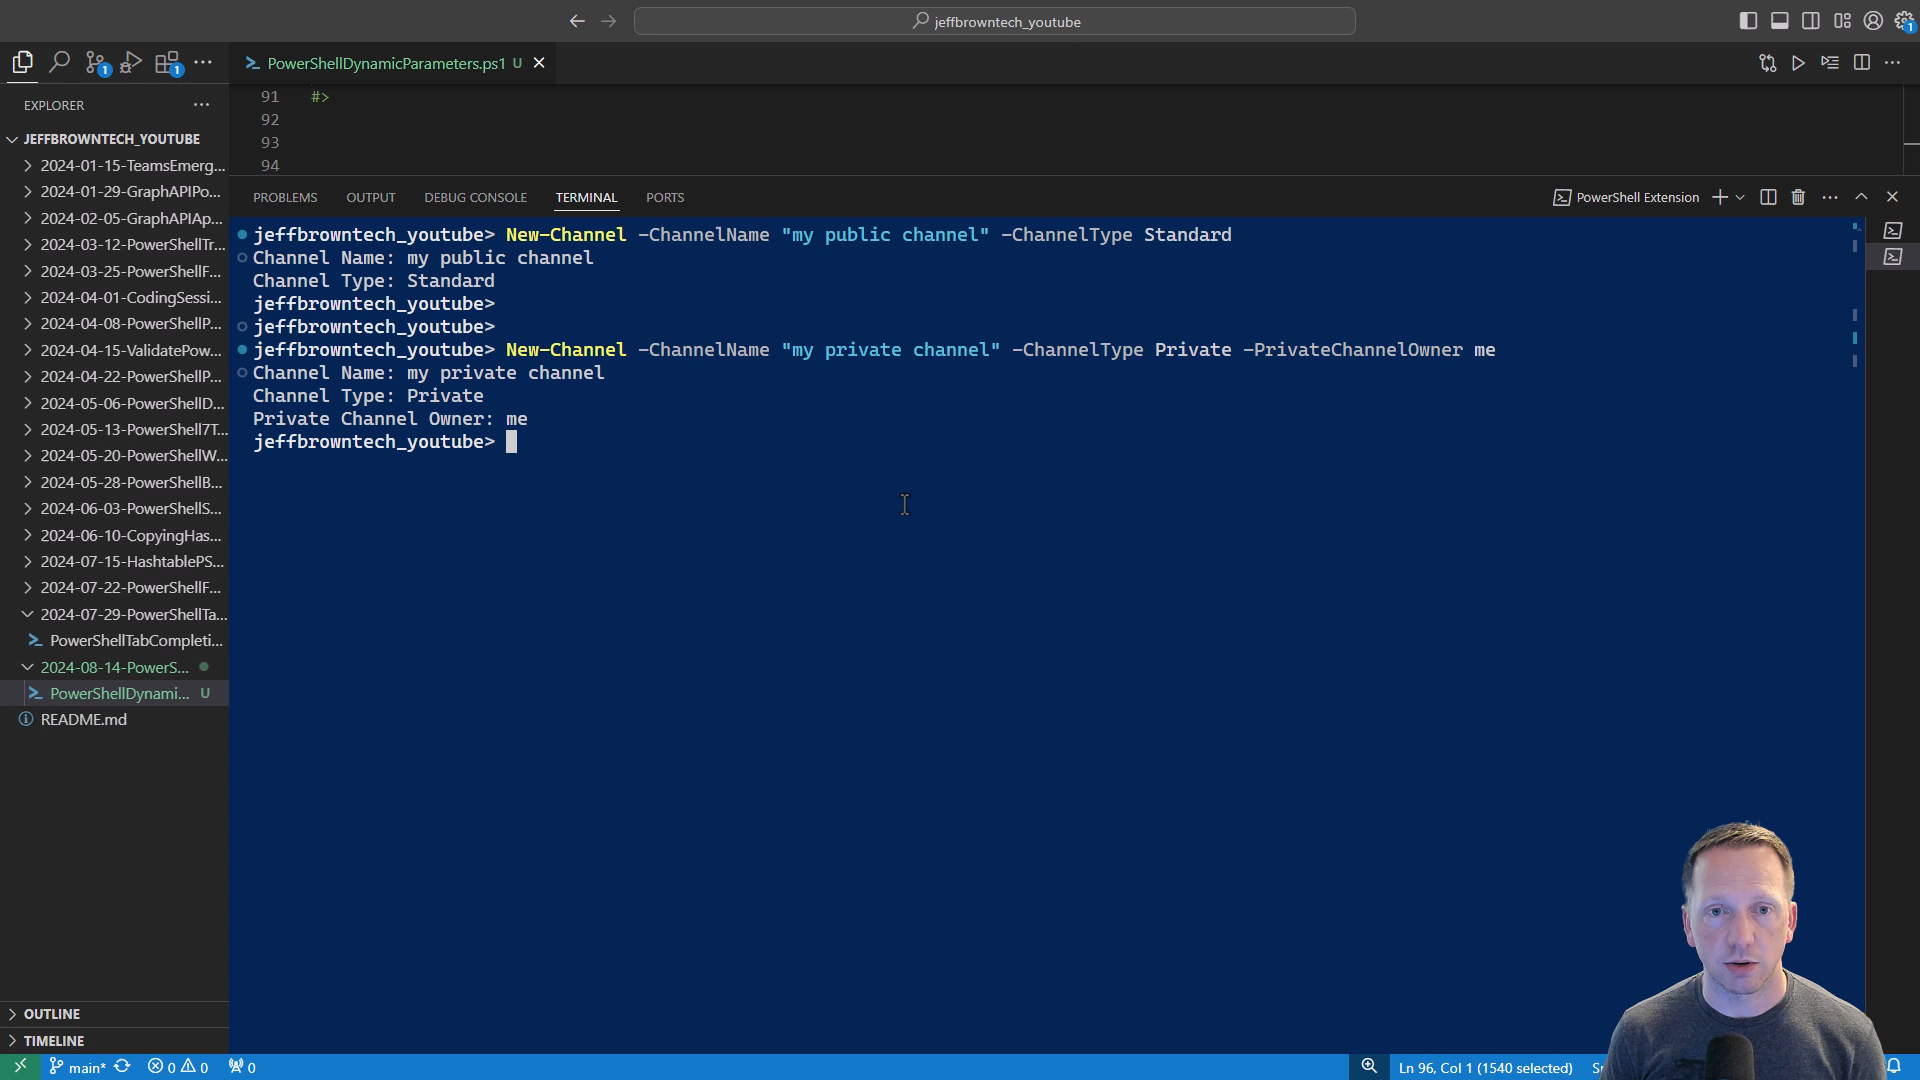 jeffbrowntech_youtube
1
1
1
PowerShellDynamicParameters.ps1 U
EXPLORER
JEFFBROWNTECH_YOUTUBE
2024-01-15-TeamsEmerg...
2024-01-29-GraphAPIPo...
2024-02-05-GraphAPIAp...
2024-03-12-PowerShellTr...
2024-03-25-PowerShellF...
2024-04-01-CodingSessi...
2024-04-08-PowerShellP...
2024-04-15-ValidatePow...
2024-04-22-PowerShellP...
2024-05-06-PowerShellD...
2024-05-13-PowerShell7T...
2024-05-20-PowerShellW...
2024-05-28-PowerShellB...
2024-06-03-PowerShellS...
2024-06-10-CopyingHas...
2024-07-15-HashtablePS...
2024-07-22-PowerShellF...
2024-07-29-PowerShellTa...
PowerShellTabCompleti...
2024-08-14-PowerS...
PowerShellDynami... U
README.md
OUTLINE
TIMELINE
91 #>
92
93
94
PROBLEMS OUTPUT DEBUG CONSOLE TERMINAL PORTS
PowerShell Extension
jeffbrowntech_youtube> New-Channel -ChannelName "my public channel" -ChannelType Standard
Channel Name: my public channel
Channel Type: Standard
jeffbrowntech_youtube>
jeffbrowntech_youtube>
jeffbrowntech_youtube> New-Channel -ChannelName "my private channel" -ChannelType Private -PrivateChannelOwner me
Channel Name: my private channel
Channel Type: Private
Private Channel Owner: me
jeffbrowntech_youtube>
main* 0 0 0
Ln 96, Col 1 (1540 selected)